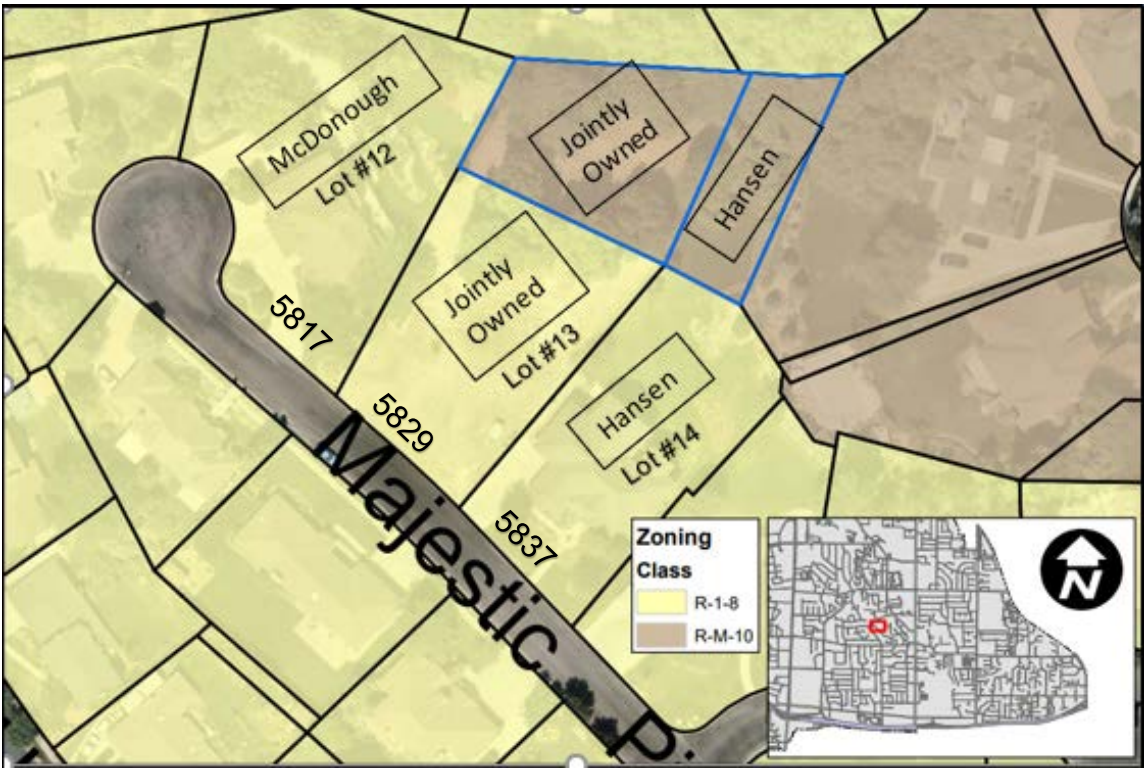 McDonough
Lot #12
Jointly
Owned
Hansen
Jointly
Owned
Lot #13
Hansen
Lot #14
5817
5829
5837
Majestic Pi
Zoning
Class
R-1-8
R-M-10
N